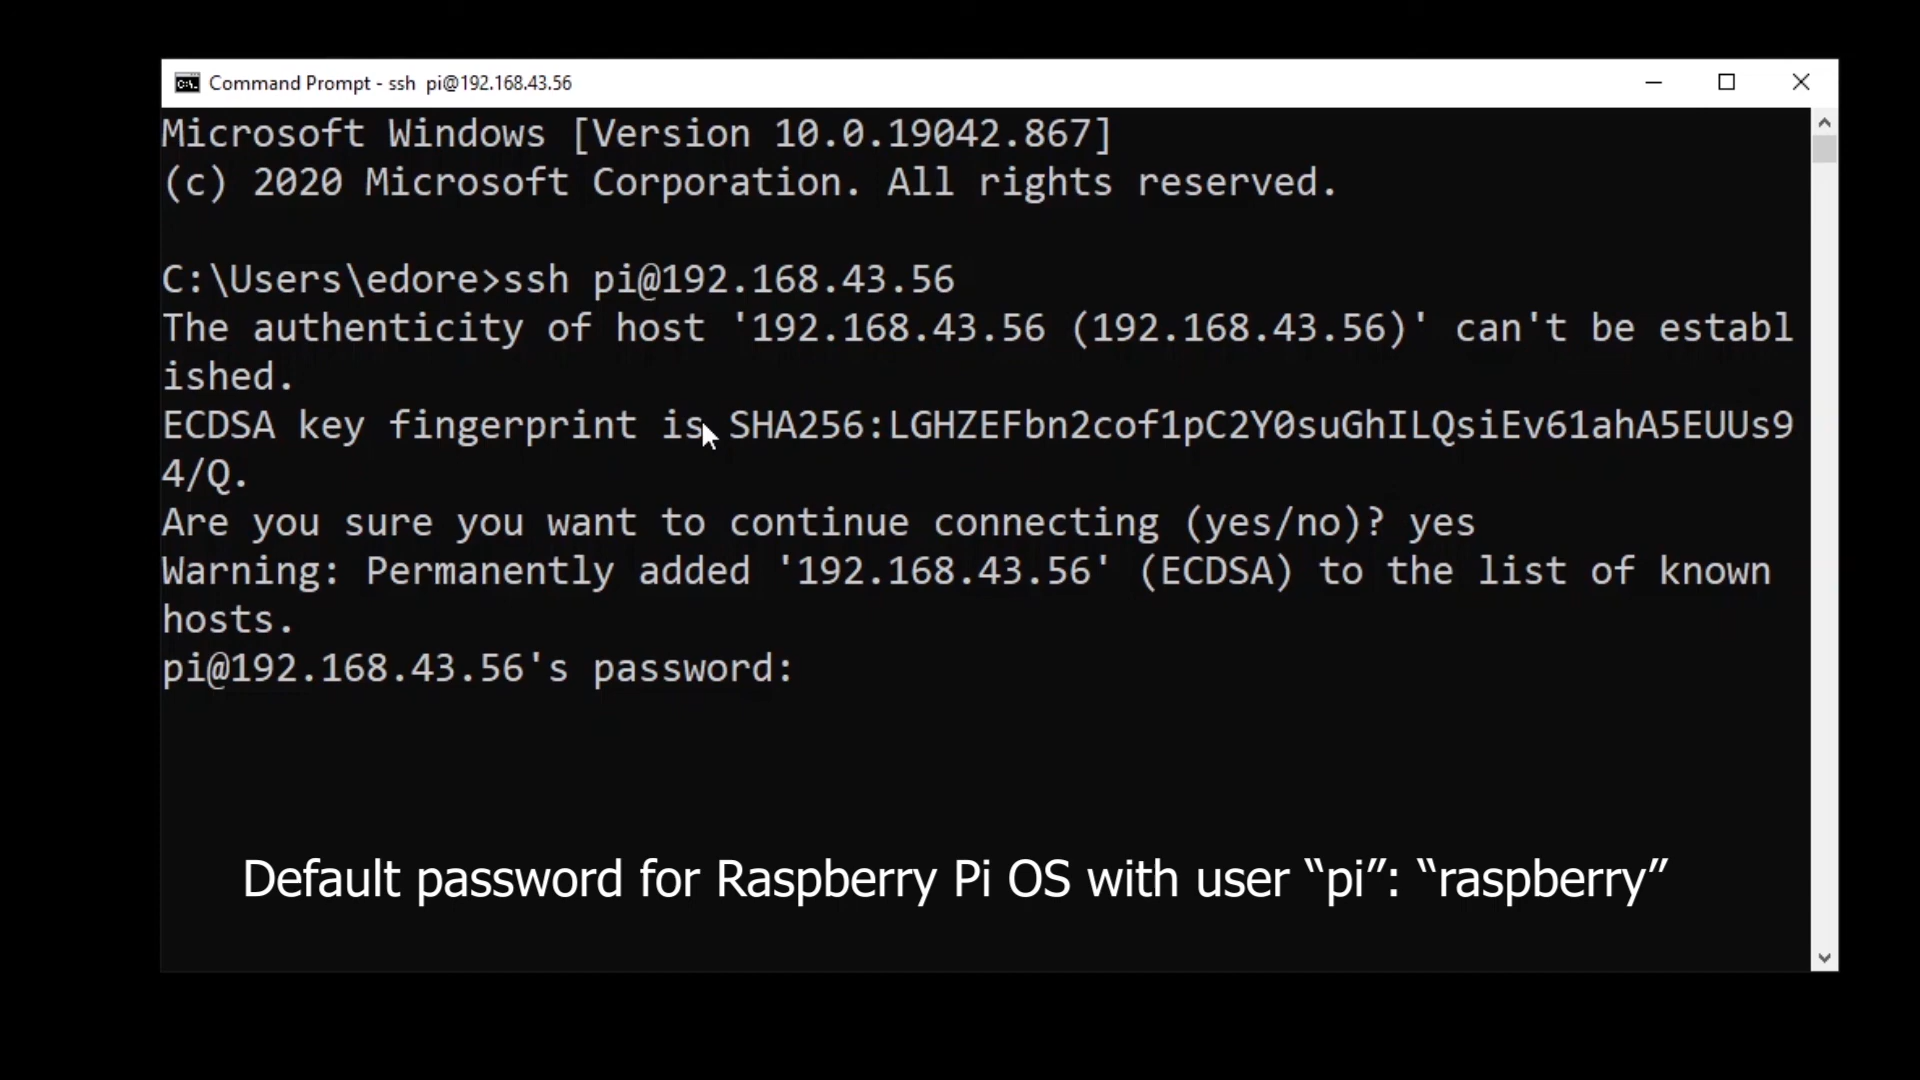 Command Prompt - ssh  pi@192.168.43.56
Microsoft Windows [Version 10.0.19042.867]
(c) 2020 Microsoft Corporation. All rights reserved.
C:\Users\edore>ssh pi@192.168.43.56
The authenticity of host '192.168.43.56 (192.168.43.56)' can't be establ
ished.
ECDSA key fingerprint is SHA256:LGHZEFbn2cof1pC2Y0suGhILQsiEv61ahA5EUUs9
4/Q.
Are you sure you want to continue connecting (yes/no)? yes
Warning: Permanently added '192.168.43.56' (ECDSA) to the list of known
hosts.
pi@192.168.43.56's password:
Default password for Raspberry Pi OS with user “pi”: “raspberry”